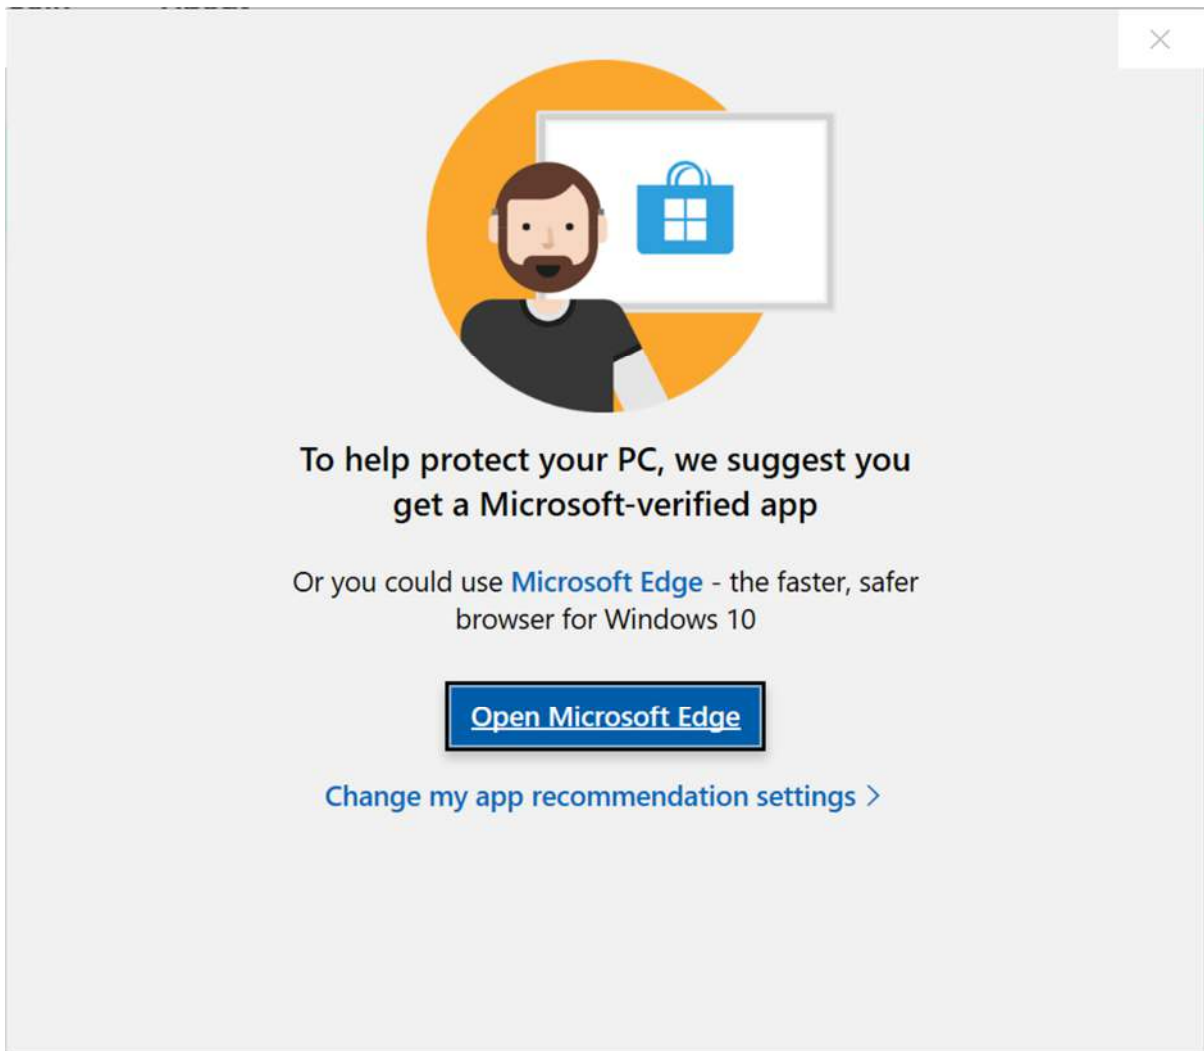 To help protect your PC, we suggest you
get a Microsoft-verified app
Or you could use Microsoft Edge - the faster, safer
browser for Windows 10
Open Microsoft Edge
Change my app recommendation settings >